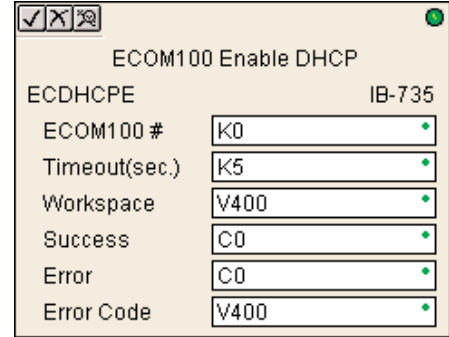 ECOM100 Enable DHCP
ECDHCPE IB-735
ECOM100 # K0
Timeout(sec.) K5
Workspace V400
Success C0
Error C0
Error Code V400